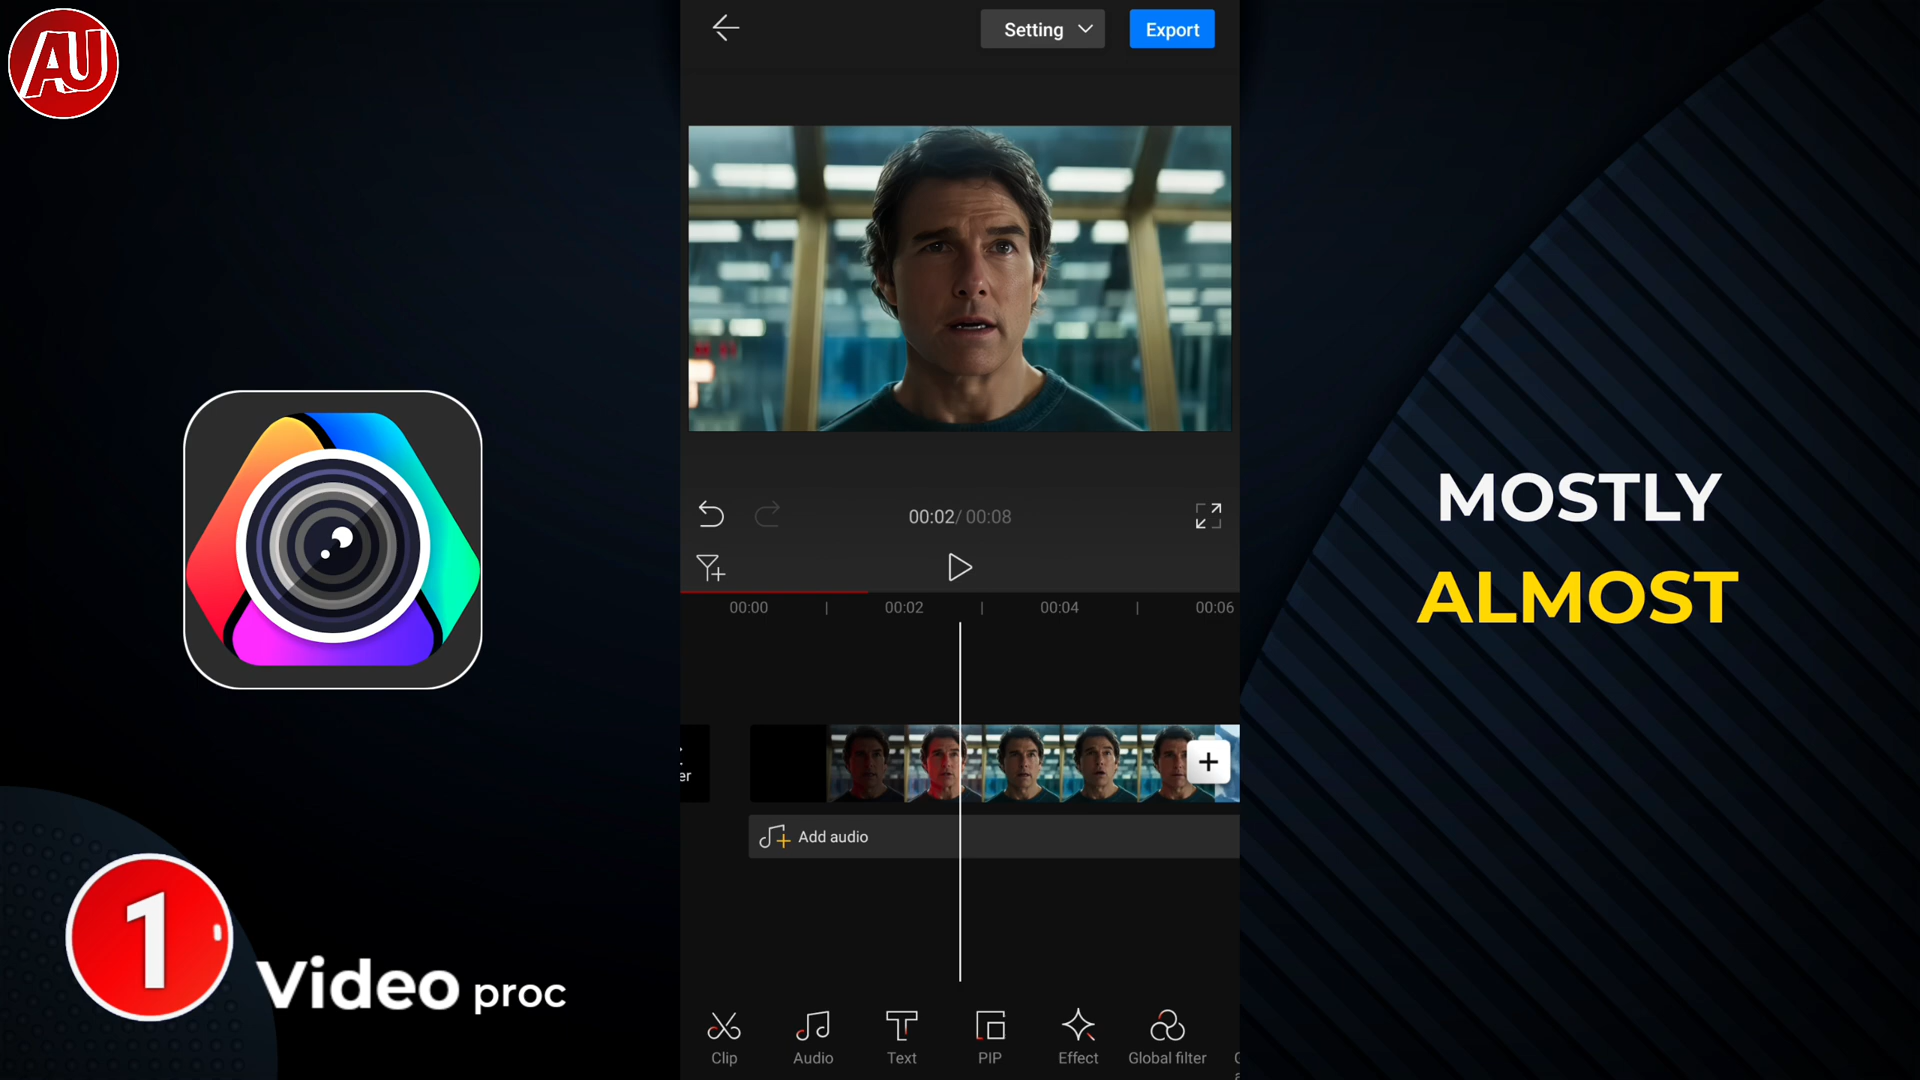 AU
Setting
Export
MOSTLY
ALMOST
00:02/ 00:08
00:00
00:02
00:04
00:06
er
Add audio
1
Video proc
Clip
Audio
Text
PIP
Effect
Global filter